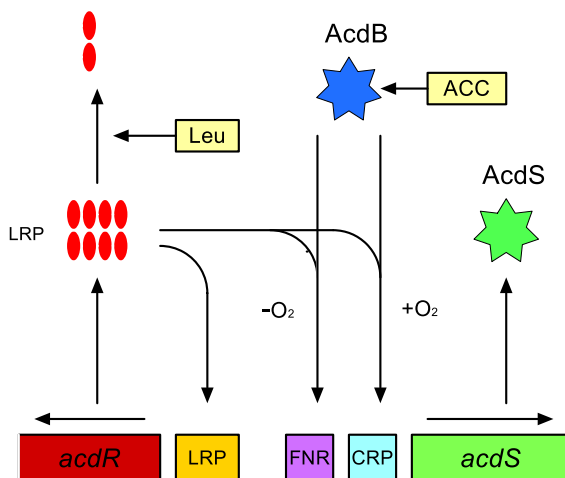 AcdB
ACC
Leu
AcdS
LRP
-O₂
+O₂
acdR
LRP
FNR
CRP
acdS